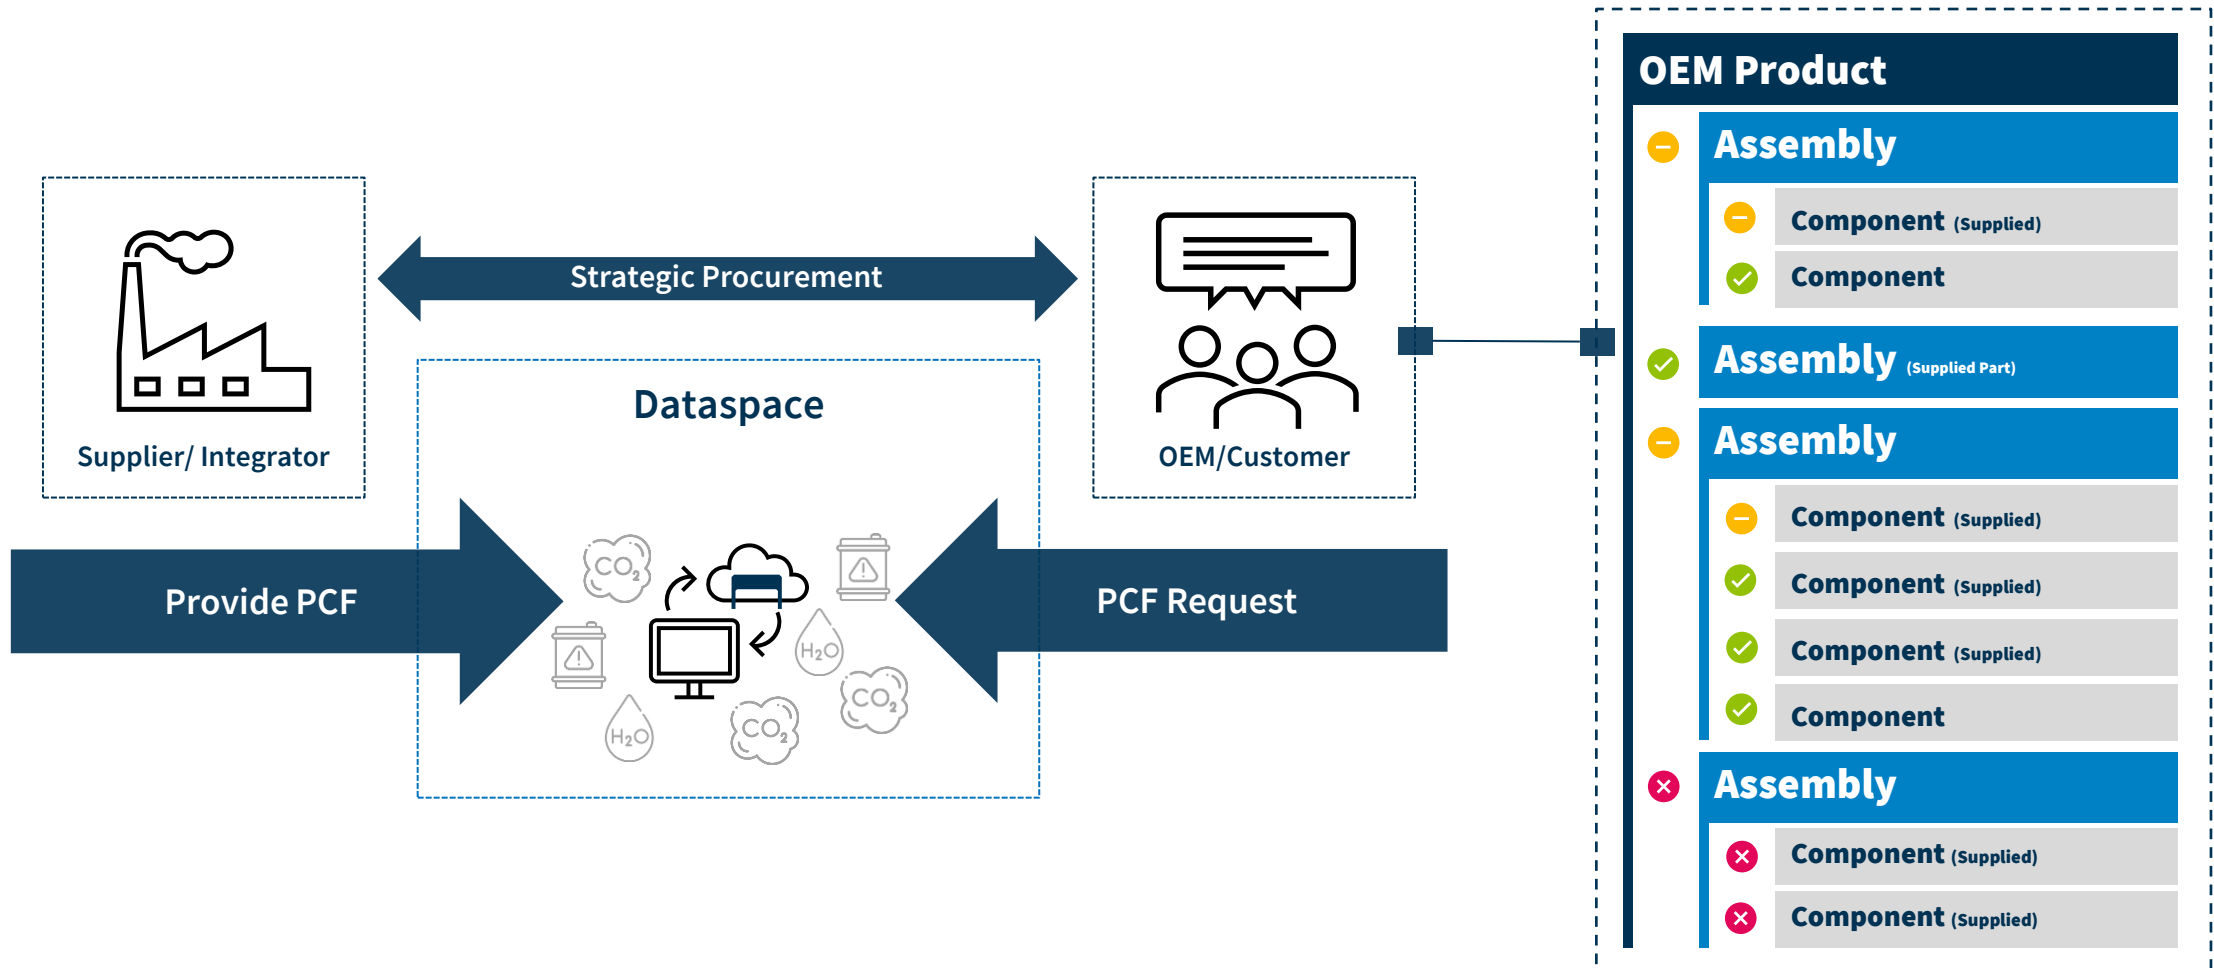 Supplier/ Integrator
Strategic Procurement
OEM/Customer
Dataspace
Provide PCF
PCF Request
CO2
H2O
H2O
CO2
CO2
OEM Product
Assembly
Component (Supplied)
Component
Assembly (Supplied Part)
Assembly
Component (Supplied)
Component (Supplied)
Component (Supplied)
Component
Assembly
Component (Supplied)
Component (Supplied)